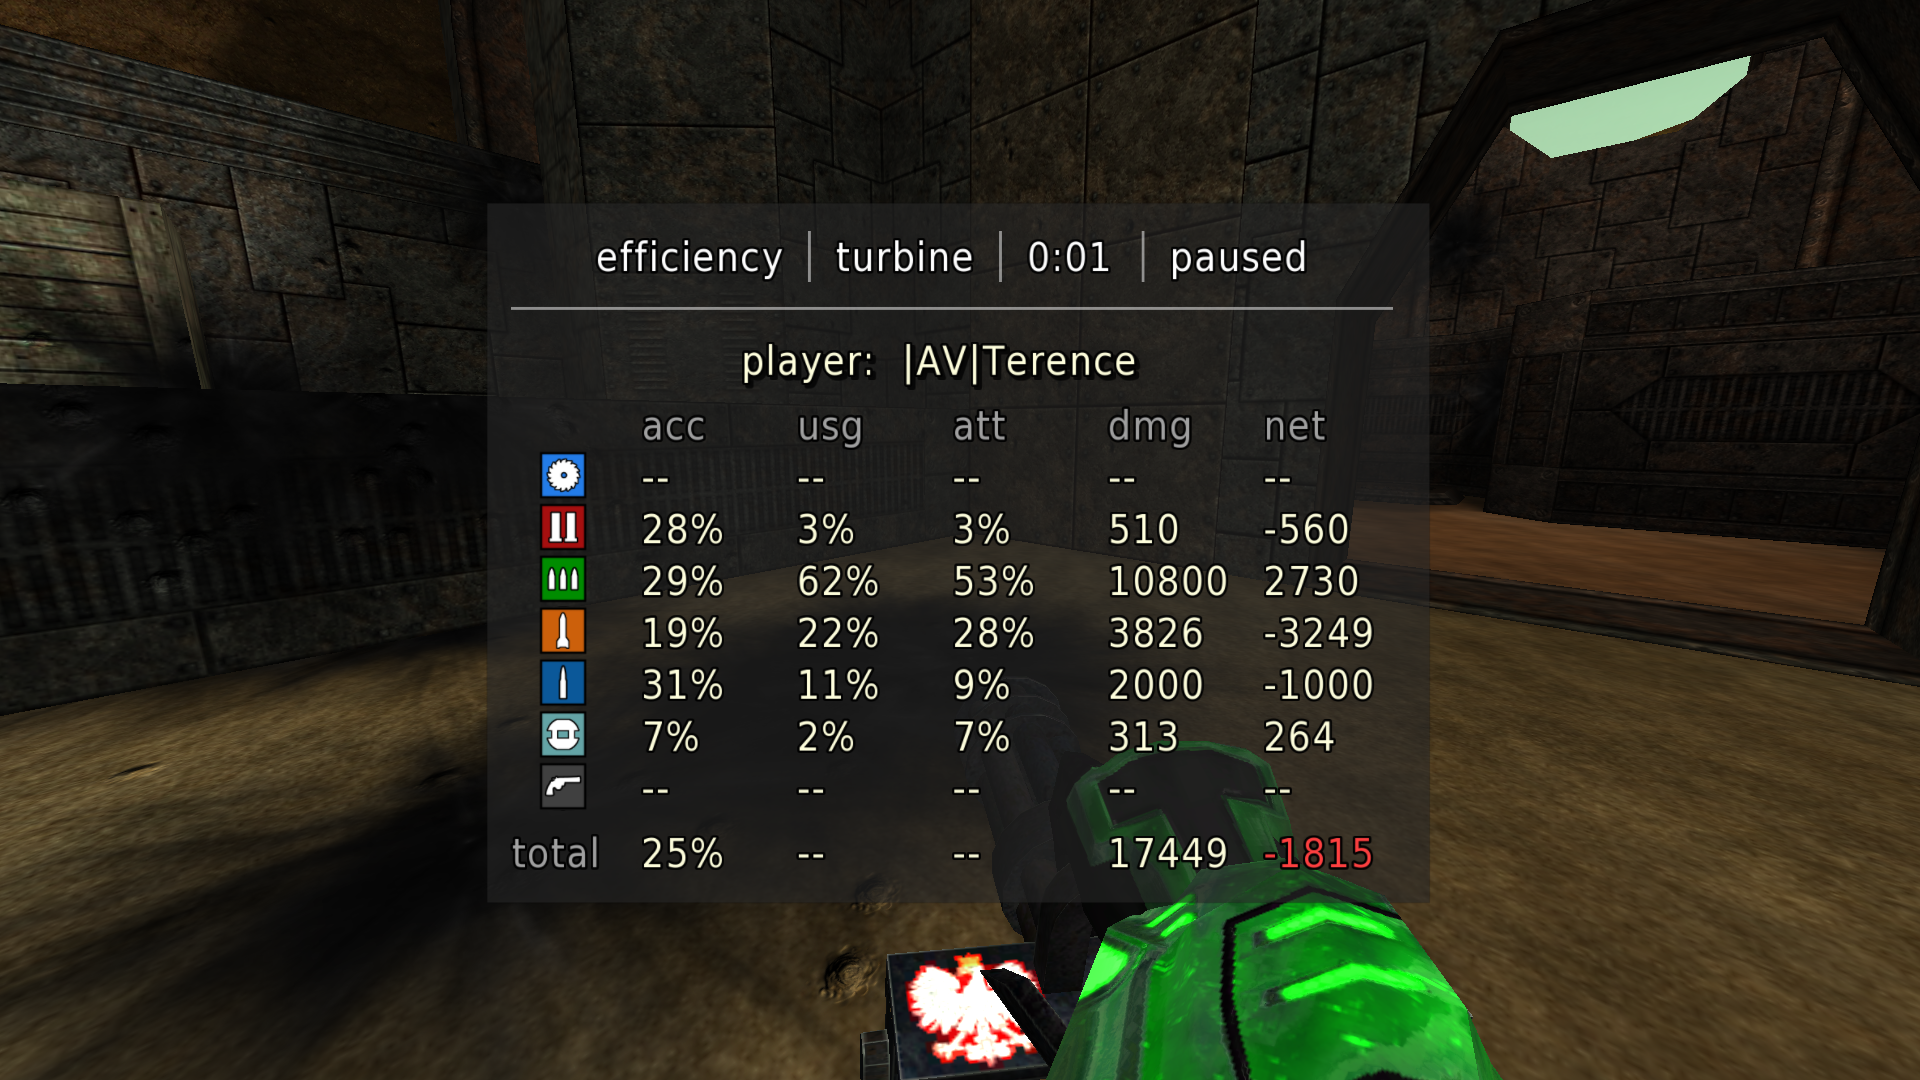 efficiency | turbine | 0:01 | paused
player: |AV|Terence
acc usg att dmg net
-- -- -- -- --
28% 3% 3% 510 -560
29% 62% 53% 10800 2730
19% 22% 28% 3826 -3249
31% 11% 9% 2000 -1000
7% 2% 7% 313 264
-- -- -- -- --
total 25% -- -- 17449 -1815